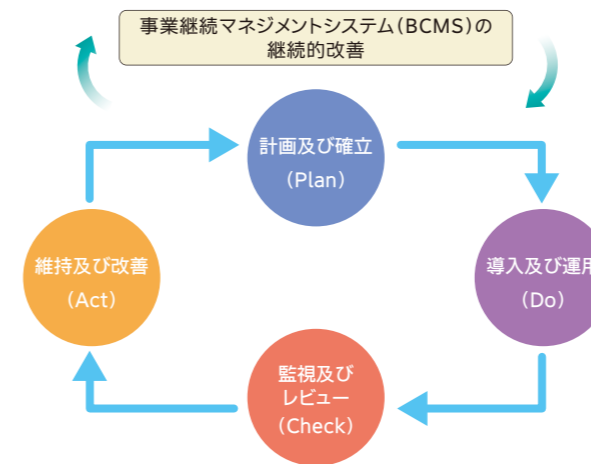 事業継続マネジメントシステム(BCMS)の
継続的改善
計画及び確立
(Plan)
維持及び改善
(Act)
導入及び運用
(Do)
監視及び
レビュー
(Check)